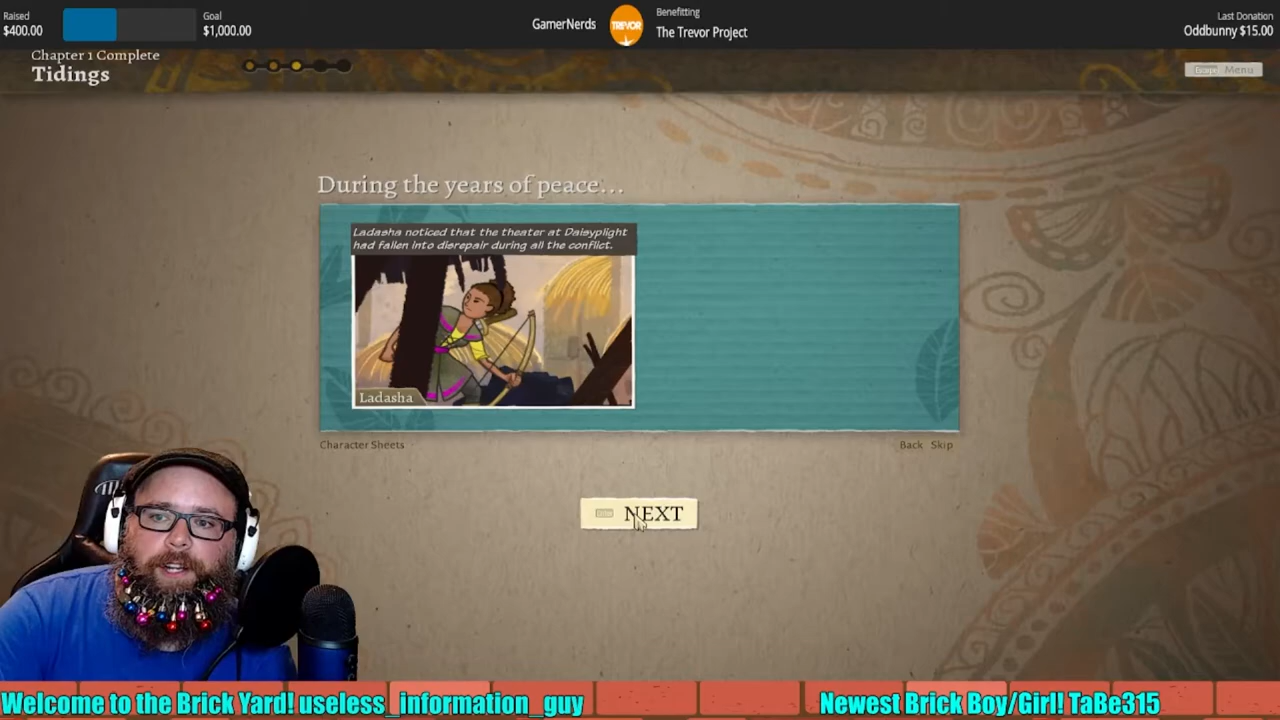 Raised
$400.00
Goal
$1,000.00
GamerNerds
TREVOR
Benefitting
The Trevor Project
Last Donation
Oddbunny $15.00
Chapter 1 Complete
Tidings
Menu
During the years of peace...
Ladasha noticed that the theater at Daisyplight
had fallen into disrepair during all the conflict.
Ladasha
Character Sheets
Back Skip
NEXT
Welcome to the Brick Yard! useless_information_guy
Newest Brick Boy/Girl! TaBe315